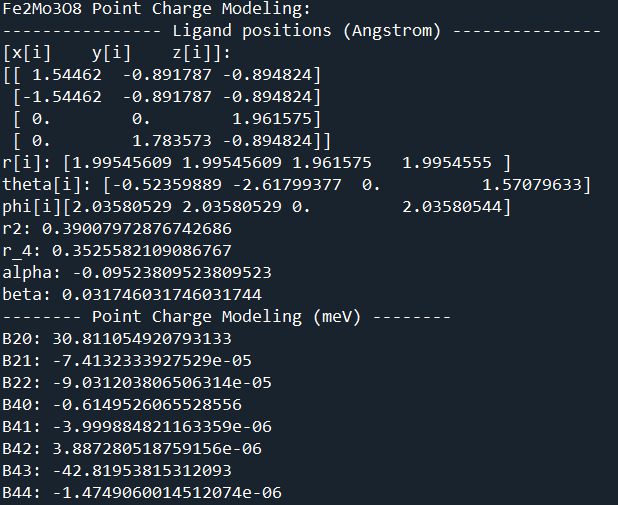 Fe2Mo3O8 Point Charge Modeling:
---------------- Ligand positions (Angstrom) ---------------
[x[i]    y[i]    z[i]]:
[[ 1.54462  -0.891787 -0.894824]
 [-1.54462  -0.891787 -0.894824]
 [ 0.        0.        1.961575]
 [ 0.        1.783573 -0.894824]]
r[i]: [1.99545609 1.99545609 1.961575   1.9954555 ]
theta[i]: [-0.52359889 -2.61799377  0.          1.57079633]
phi[i][2.03580529 2.03580529 0.         2.03580544]
r2: 0.39007972876742686
r_4: 0.3525582109086767
alpha: -0.09523809523809523
beta: 0.031746031746031744
-------- Point Charge Modeling (meV) --------
B20: 30.811054920793133
B21: -7.4132333927529e-05
B22: -9.031203806506314e-05
B40: -0.6149526065528556
B41: -3.999884821163359e-06
B42: 3.887280518759156e-06
B43: -42.81953815312093
B44: -1.4749060014512074e-06